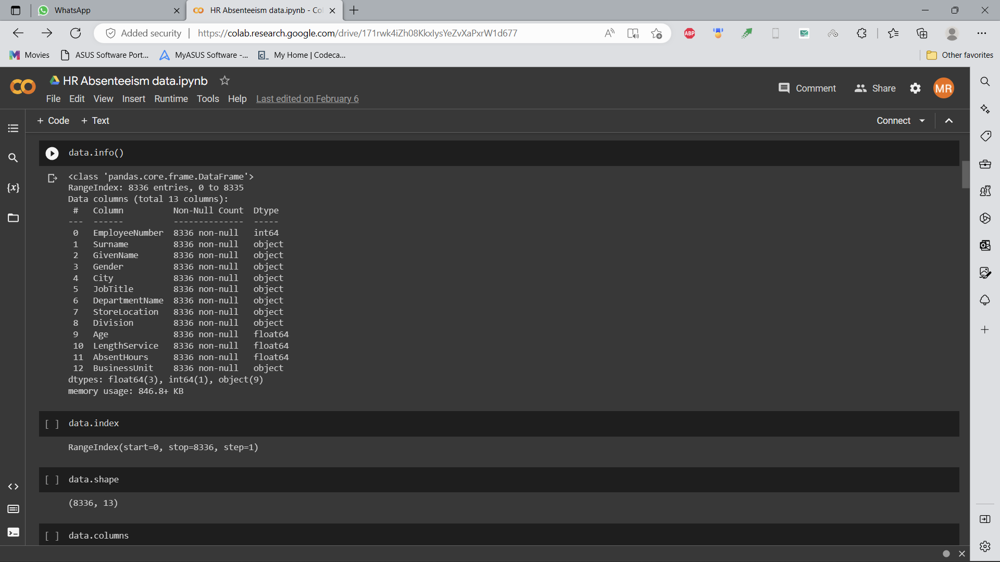 WhatsApp
HR Absenteeism data.ipynb - Co
Added security
https://colab.research.google.com/drive/171rwk4iZh08KkxlysYeZvXaPxrW1d677
ABP
Movies
ASUS Software Port...
MyASUS Software -...
My Home | Codeca...
Other favorites
HR Absenteeism data.ipynb
File Edit View Insert Runtime Tools Help Last edited on February 6
Comment
Share
MR
+ Code + Text
Connect
data.info()
<class 'pandas.core.frame.DataFrame'>
RangeIndex: 8336 entries, 0 to 8335
Data columns (total 13 columns):
 #   Column          Non-Null Count  Dtype
---  ------          --------------  -----
 0   EmployeeNumber  8336 non-null   int64
 1   Surname         8336 non-null   object
 2   GivenName       8336 non-null   object
 3   Gender          8336 non-null   object
 4   City            8336 non-null   object
 5   JobTitle        8336 non-null   object
 6   DepartmentName  8336 non-null   object
 7   StoreLocation   8336 non-null   object
 8   Division        8336 non-null   object
 9   Age             8336 non-null   float64
 10  LengthService   8336 non-null   float64
 11  AbsentHours     8336 non-null   float64
 12  BusinessUnit    8336 non-null   object
dtypes: float64(3), int64(1), object(9)
memory usage: 846.8+ KB
[ ] data.index
RangeIndex(start=0, stop=8336, step=1)
[ ] data.shape
(8336, 13)
[ ] data.columns